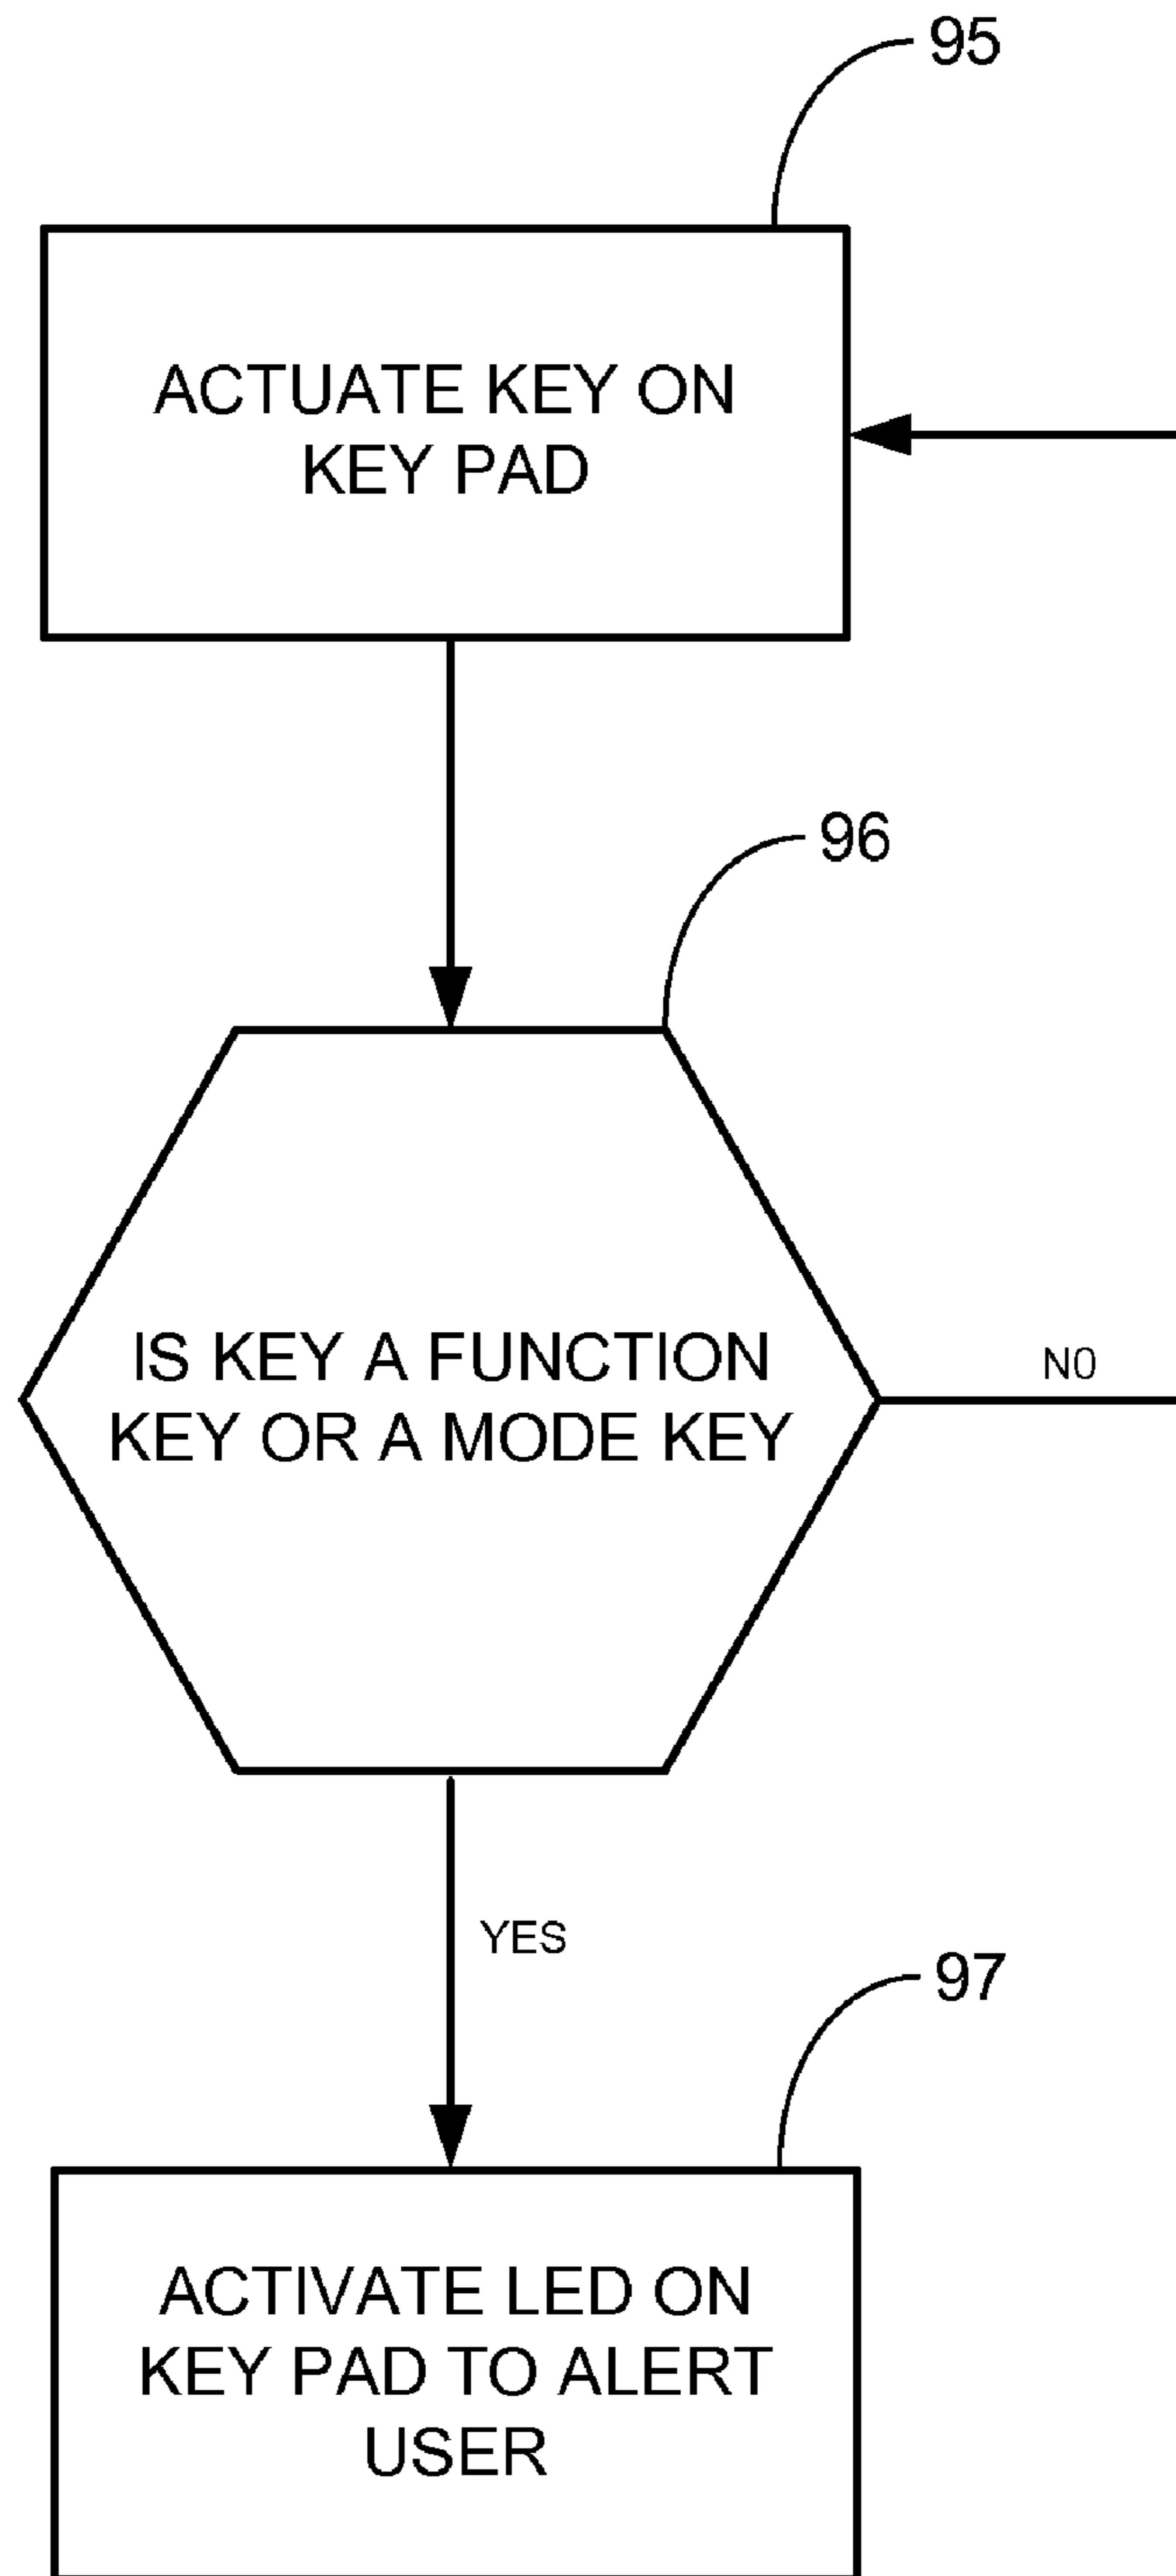 95
ACTUATE KEY ON
KEY PAD
96
IS KEY A FUNCTION
KEY OR A MODE KEY
N0
YES
97
ACTIVATE LED ON
KEY PAD TO ALERT
USER